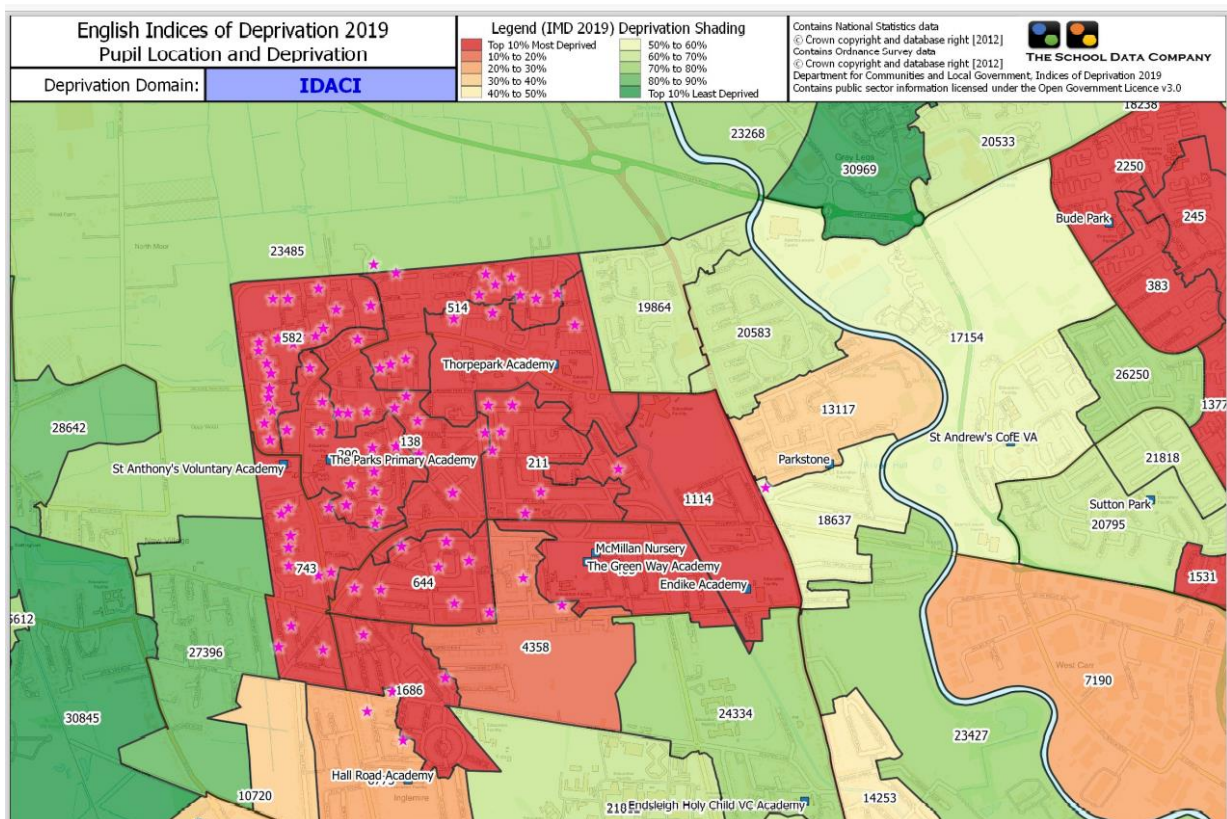 English Indices of Deprivation 2019
Pupil Location and Deprivation
Deprivation Domain:
IDACI
Legend (IMD 2019) Deprivation Shading
Top 10% Most Deprived
10% to 20%
20% to 30%
30% to 40%
40% to 50%
50% to 60%
60% to 70%
70% to 80%
80% to 90%
Top 10% Least Deprived
Contains National Statistics data
© Crown copyright and database right [2012]
Contains Ordnance Survey data
© Crown copyright and database right [2012]
Department for Communities and Local Government, Indices of Deprivation 2019
Contains public sector information licensed under the Open Government Licence v3.0
THE SCHOOL DATA COMPANY
18238
23268
20533
30969
2250
Bude Park
245
North Moor
23485
383
514
19864
582
20583
17154
Thorpepark Academy
26250
1377
13117
28642
St Andrew's CofE VA
138
The Parks Primary Academy
St Anthony's Voluntary Academy
211
Parkstone
21818
1114
Sutton Park
18637
20795
McMillan Nursery
The Green Way Academy
743
644
Endike Academy
1531
4358
27396
West Carr
7190
1686
30845
24334
23427
Hall Road Academy
Inglemire
10720
14253
Endsleigh Holy Child VC Academy